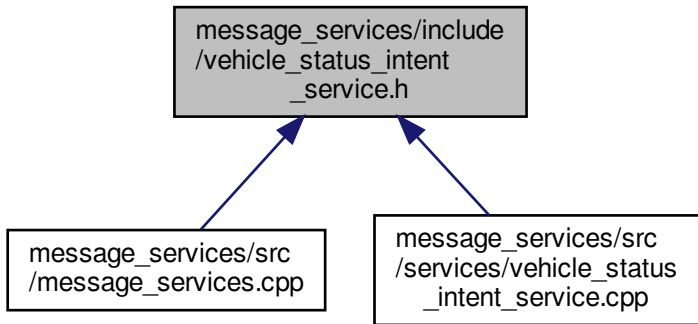 message_services/include
/vehicle_status_intent
_service.h
message_services/src
/message_services.cpp
message_services/src
/services/vehicle_status
_intent_service.cpp